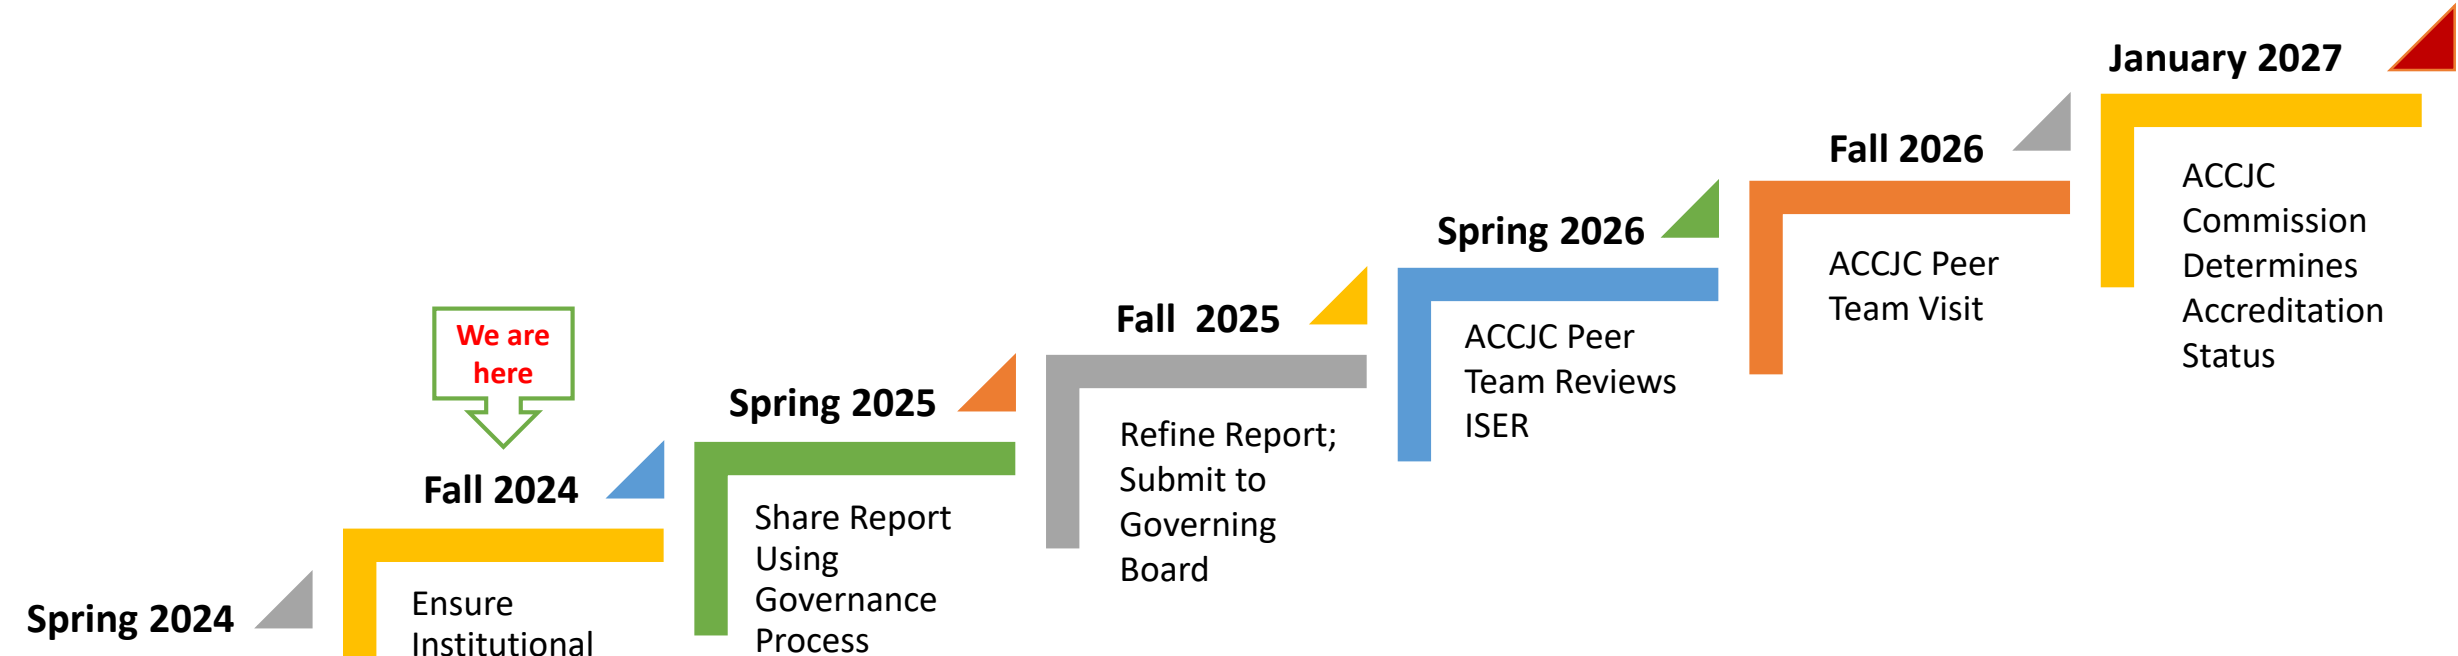 Spring 2024
We are
here
Fall 2024
Ensure
Institutional
Spring 2025
Share Report
Using
Governance
Process
Fall 2025
Refine Report;
Submit to
Governing
Board
Spring 2026
ACCJC Peer
Team Reviews
ISER
Fall 2026
ACCJC Peer
Team Visit
January 2027
ACCJC
Commission
Determines
Accreditation
Status